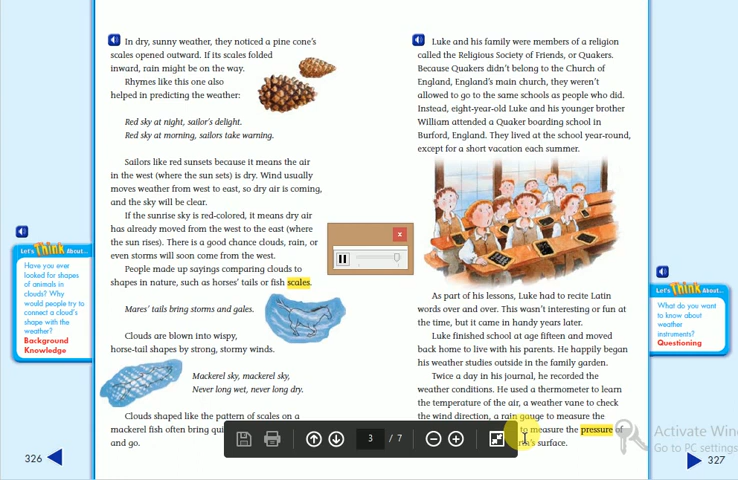 In dry, sunny weather, they noticed a pine cone's
scales opened outward. If its scales folded
inward, rain might be on the way.
Rhymes like this one also
helped in predicting the weather:
Red sky at night, sailor's delight.
Red sky at morning, sailors take warning.
Sailors like red sunsets because it means the air
in the west (where the sun sets) is dry. Wind usually
moves weather from west to east, so dry air is coming,
and the sky will be clear.
If the sunrise sky is red-colored, it means dry air
has already moved from the west to the east (where
the sun rises). There is a good chance clouds, rain, or
even storms will soon come from the west.
People made up sayings comparing clouds to
shapes in nature, such as horses' tails or fish scales.
Mares' tails bring storms and gales.
Clouds are blown into wispy,
horse-tail shapes by strong, stormy winds.
Mackerel sky, mackerel sky,
Never long wet, never long dry.
Clouds shaped like the pattern of scales on a
mackerel fish often bring
and go.
Let's Think About...
Have you ever
looked for shapes
of animals in
clouds? Why
would people try to
connect a cloud's
shape with the
weather?
Background
Knowledge
326
Luke and his family were members of a religion
called the Religious Society of Friends, or Quakers.
Because Quakers didn't belong to the Church of
England, England's main church, they weren't
allowed to go to the same schools as people who did.
Instead, eight-year-old Luke and his younger brother
William attended a Quaker boarding school in
Burford, England. They lived at the school year-round,
except for a short vacation each summer.
As part of his lessons, Luke had to recite Latin
words over and over. This wasn't interesting or fun at
the time, but it came in handy years later.
Luke finished school at age fifteen and moved
back home to live with his parents. He happily began
his weather studies outside in the family garden.
Twice a day in his journal, he recorded the
weather conditions. He used a thermometer to learn
the temperature of the air, a weather vane to check
the wind direction, a rain gauge to measure the
to measure the pressure of
surface.
Let's Think About...
What do you want
to know about
weather
instruments?
Questioning
327
x
3 / 7
Activate Win
Go to PC settings